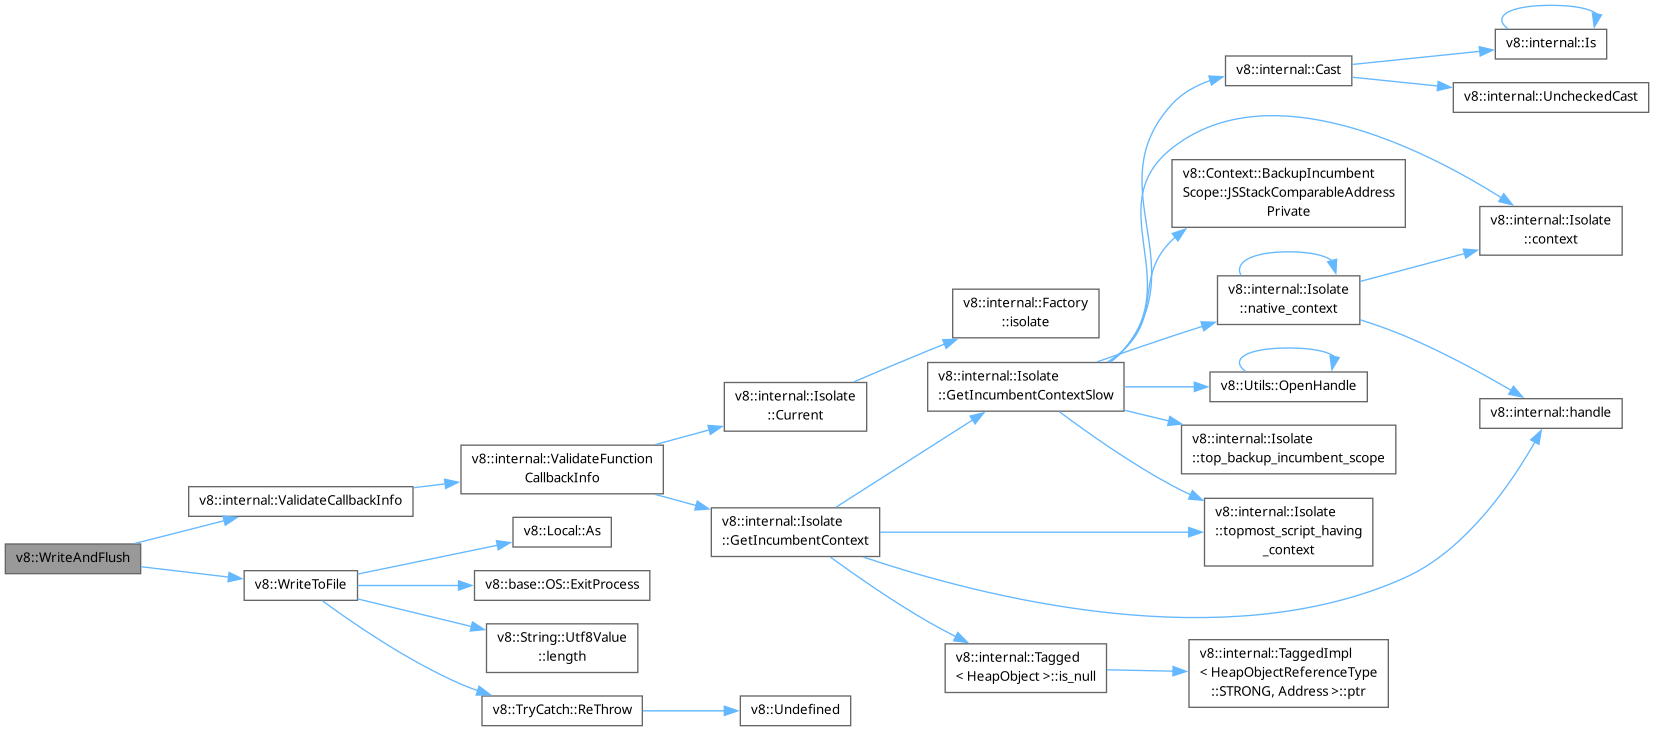 v8::WriteAndFlush
v8::internal::ValidateCallbackInfo
v8::internal::ValidateFunction
CallbackInfo
v8::internal::Isolate
::Current
v8::internal::Factory
::isolate
v8::internal::Isolate
::GetIncumbentContext
v8::internal::Isolate
::GetIncumbentContextSlow
v8::internal::Cast
v8::internal::Is
v8::internal::UncheckedCast
v8::Context::BackupIncumbent
Scope::JSStackComparableAddress
Private
v8::internal::Isolate
::context
v8::internal::Isolate
::native_context
v8::Utils::OpenHandle
v8::internal::handle
v8::internal::Isolate
::top_backup_incumbent_scope
v8::internal::Isolate
::topmost_script_having
_context
v8::internal::Tagged
< HeapObject >::is_null
v8::internal::TaggedImpl
< HeapObjectReferenceType
::STRONG, Address >::ptr
v8::WriteToFile
v8::Local::As
v8::base::OS::ExitProcess
v8::String::Utf8Value
::length
v8::TryCatch::ReThrow
v8::Undefined